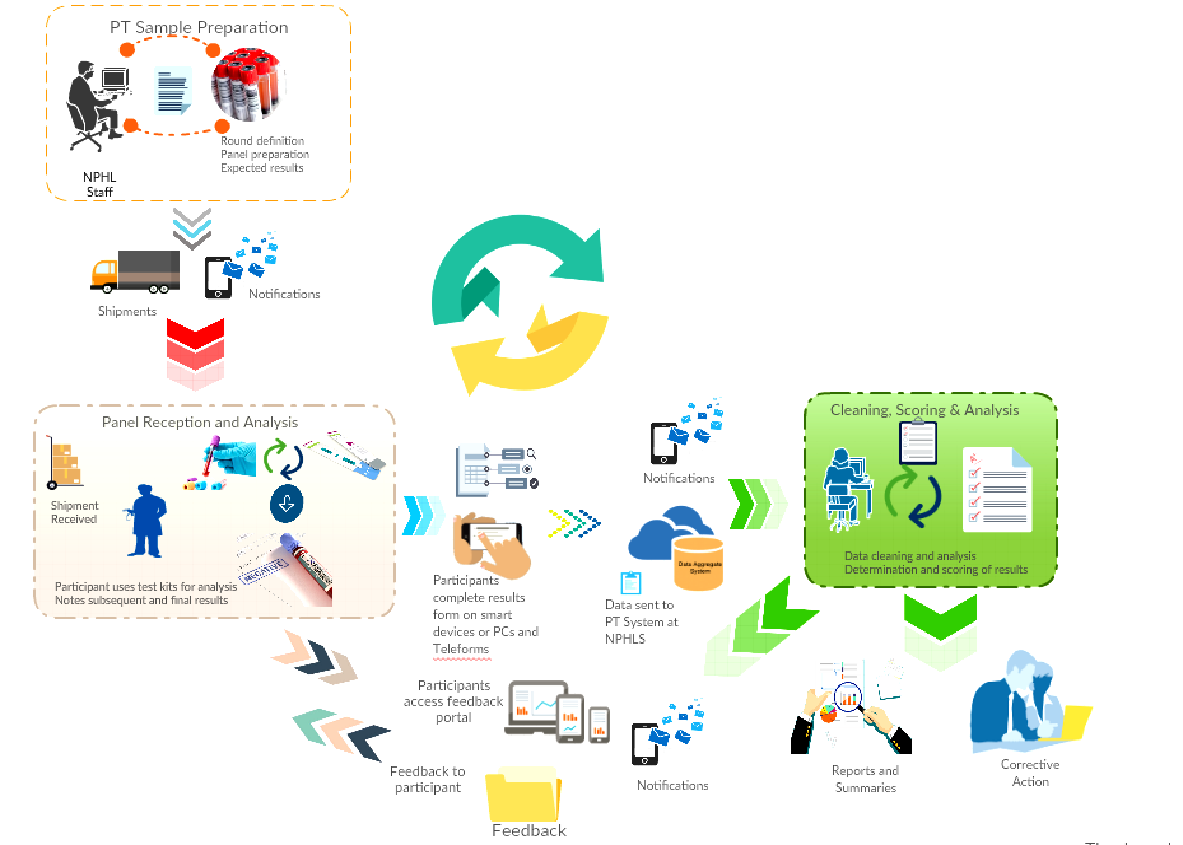 PT Sample Preparation
Round definition
Panel preparation
Expected results
NPHL
Staff
Notifications
Shipments
Panel Reception and Analysis
Shipment
Received
Participant uses test kits for analysis
Notes subsequent and final results
NEGATIVE
Participants
complete results
form on smart
devices or PCs and
Teleforms
Notifications
Data Aggregate
System
Data sent to
PT System at
NPHLS
Cleaning, Scoring & Analysis
Data cleaning and analysis
Determination and scoring of results
Participants
access feedback
portal
Feedback to
participant
Feedback
Notifications
Reports and
Summaries
Corrective
Action